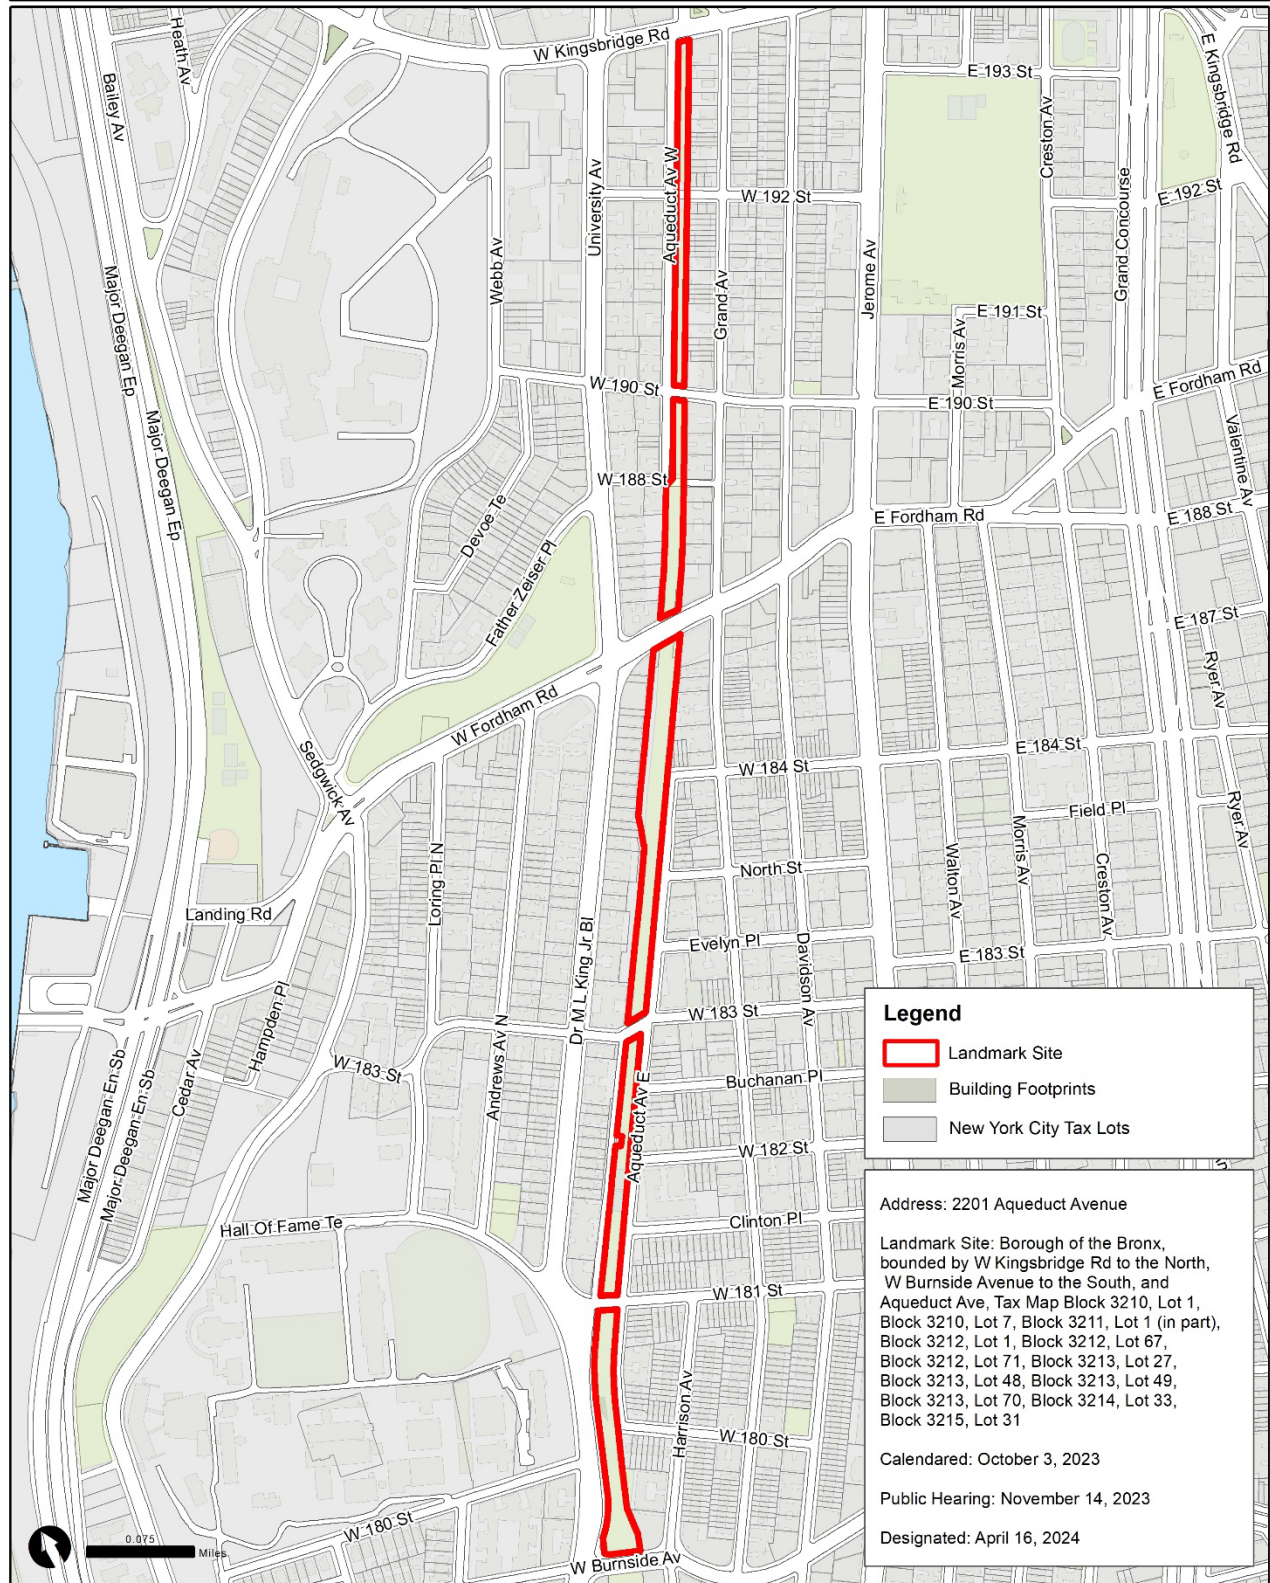 W Kingsbridge Rd
Heath Av
Bailey Av
E Kingsbridge Rd
E 193 St
Creston Av
Aqueduct Av W
University Av
W 192 St
E 192 St
Grand Concourse
Webb Av
Jerome Av
Grand Av
Major Deegan Ep
E 191 St
Morris Av
W 190 St
E 190 St
E Fordham Rd
Valentine Av
Major Deegan Ep
W 188 St
Devoe Te
E Fordham Rd
E 188 St
Father Zeiser Pl
E 187 St
Ryer Av
W Fordham Rd
E 184 St
W 184 St
Sedgwick Av
Field Pl
Ryer Av
Morris Av
North St
Walton Av
Creston Av
Loring Pl N
Landing Rd
Dr M L King Jr Bl
Evelyn Pl
Davidson Av
E 183 St
W 183 St
Hampden Pl
W 183 St
Andrews Av N
Buchanan Pl
Cedar Av
Major Deegan En Sb
Major Deegan En Sb
Aqueduct Av E
W 182 St
Clinton Pl
Hall Of Fame Te
W 181 St
Harrison Av
W 180 St
W 180 St
W Burnside Av
0.075
Miles
Legend
Landmark Site
Building Footprints
New York City Tax Lots
Address: 2201 Aqueduct Avenue
Landmark Site: Borough of the Bronx,
bounded by W Kingsbridge Rd to the North,
W Burnside Avenue to the South, and
Aqueduct Ave, Tax Map Block 3210, Lot 1,
Block 3210, Lot 7, Block 3211, Lot 1 (in part),
Block 3212, Lot 1, Block 3212, Lot 67,
Block 3212, Lot 71, Block 3213, Lot 27,
Block 3213, Lot 48, Block 3213, Lot 49,
Block 3213, Lot 70, Block 3214, Lot 33,
Block 3215, Lot 31
Calendared: October 3, 2023
Public Hearing: November 14, 2023
Designated: April 16, 2024